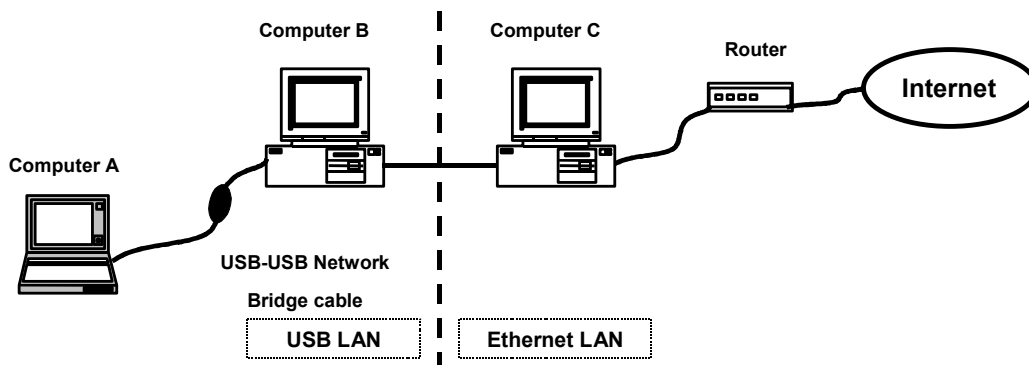 Computer B
Computer C
Router
Internet
Computer A
USB-USB Network
Bridge cable
USB LAN
Ethernet LAN